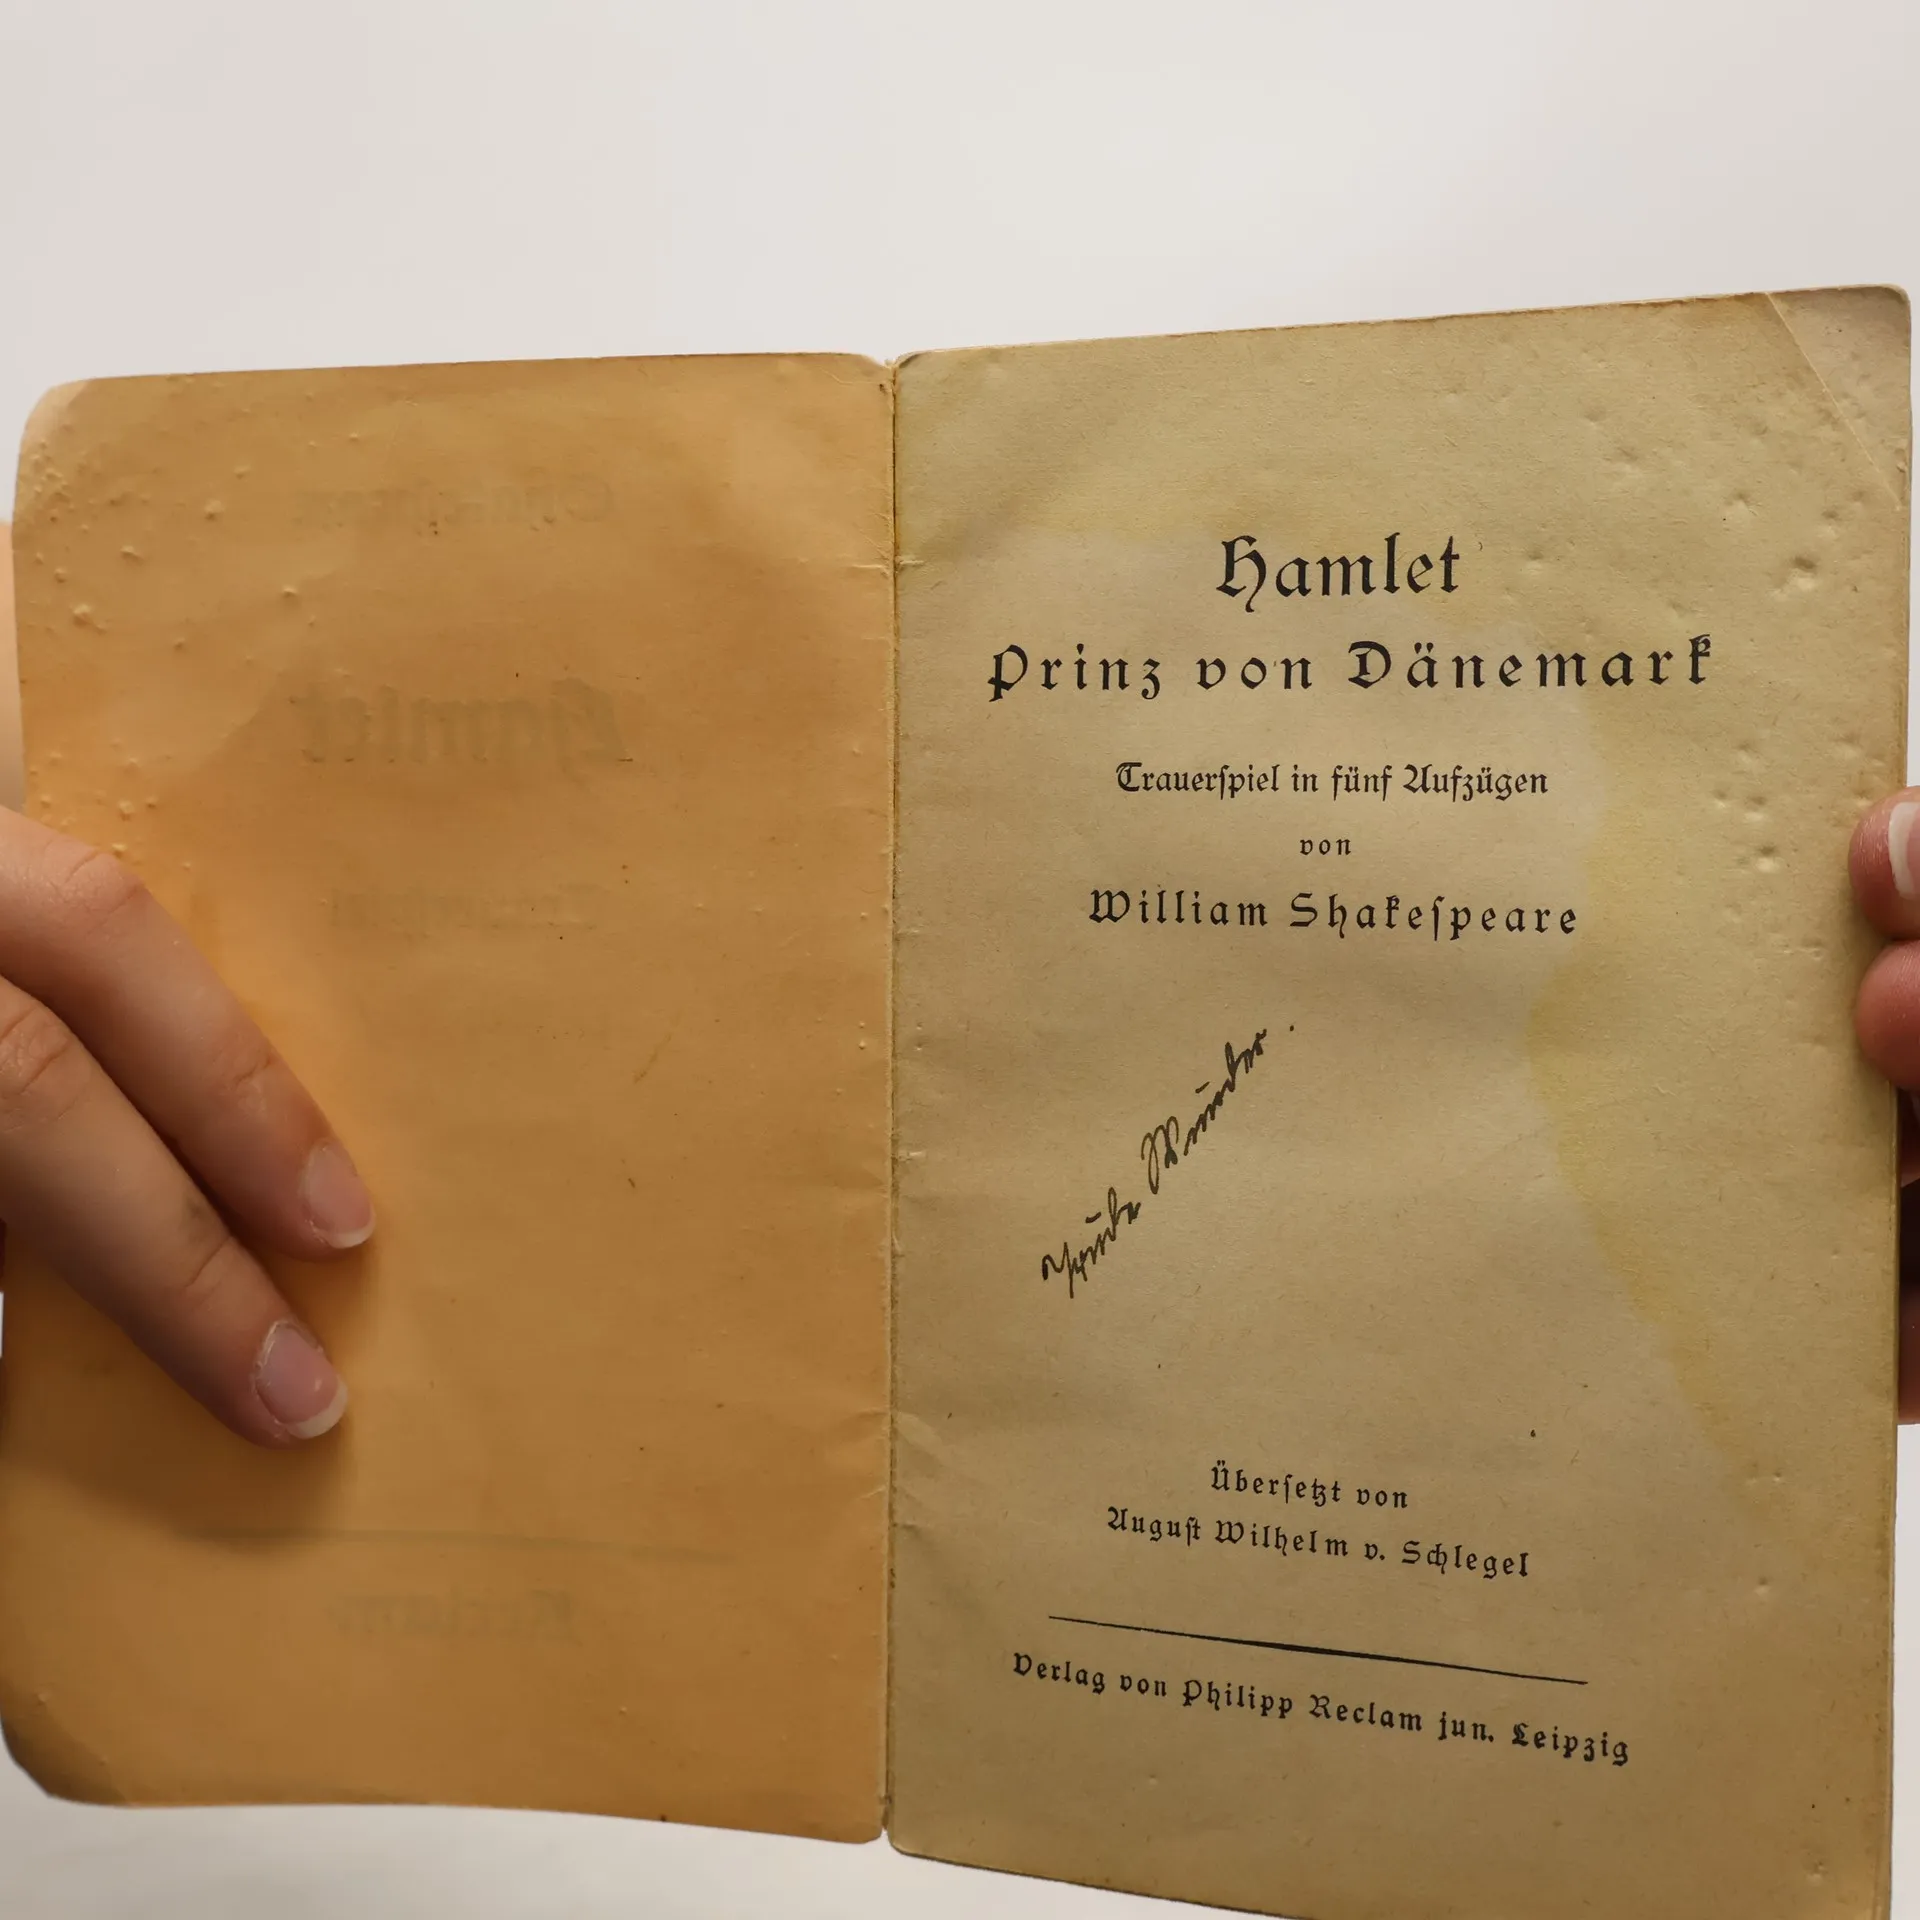 Hamlet
Prinz von Dänemark
Trauerſpiel in fünf Aufzügen
von
William Shakeſpeare
Wunder.
Überſetzt von
Auguſt Wilhelm v. Schlegel
Verlag von Philipp Reclam jun. Leipzig